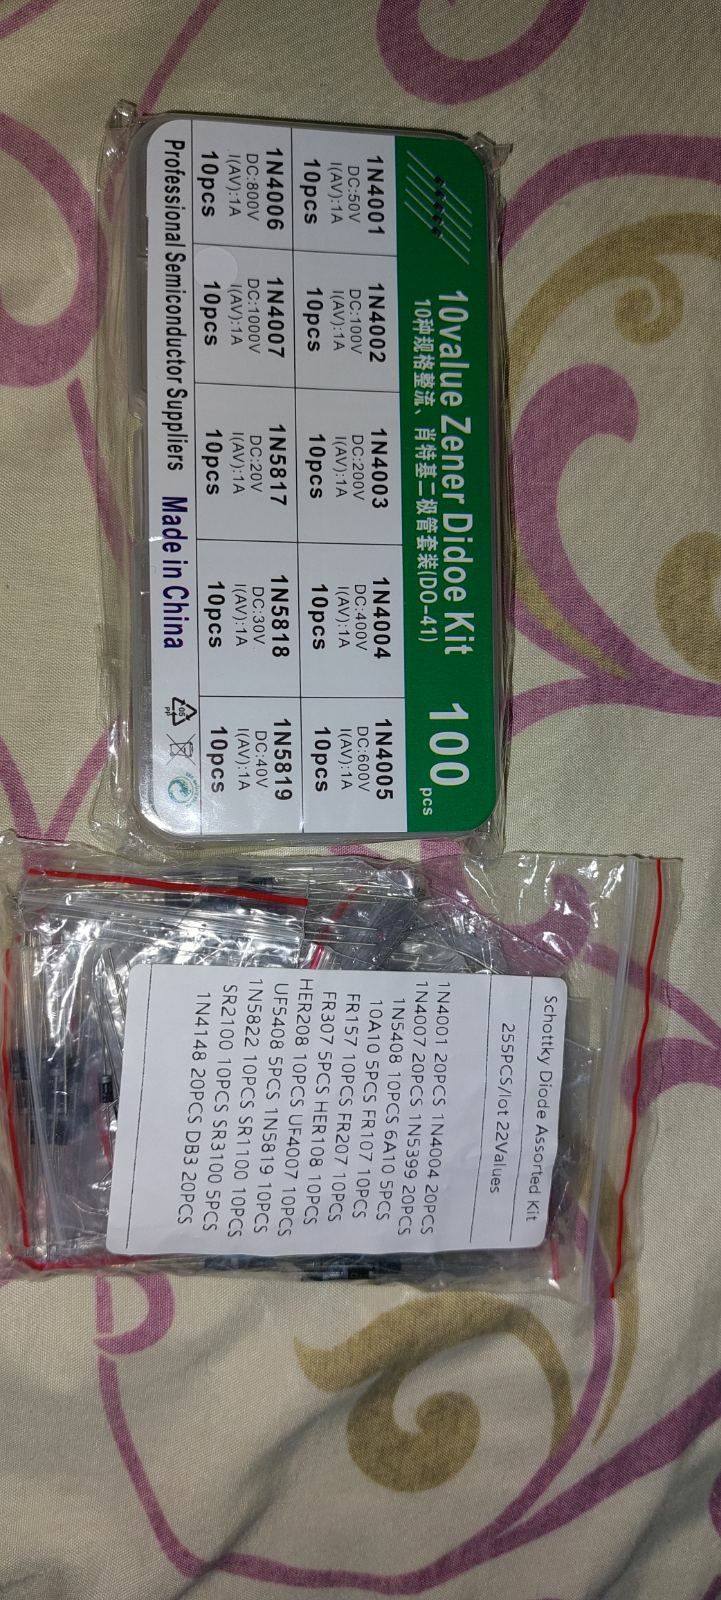 10value Zener Didoe Kit 100 pcs
10种规格整流、肖特基二极管套装(DO-41)
1N4001 1N4002 1N4003 1N4004 1N4005
DC:50V DC:100V DC:200V DC:400V DC:600V
I(AV):1A I(AV):1A I(AV):1A I(AV):1A I(AV):1A
10pcs 10pcs 10pcs 10pcs 10pcs
1N4006 1N4007 1N5817 1N5818 1N5819
DC:800V DC:1000V DC:20V DC:30V DC:40V
I(AV):1A I(AV):1A I(AV):1A I(AV):1A I(AV):1A
10pcs 10pcs 10pcs 10pcs 10pcs
Professional Semiconductor Suppliers Made in China
05
PP
Schottky Diode Assorted Kit
255PCS/lot 22Values
1N4001 20PCS 1N4004 20PCS
1N4007 20PCS 1N5399 20PCS
1N5408 10PCS 6A10 5PCS
10A10 5PCS FR107 10PCS
FR157 10PCS FR207 10PCS
FR307 5PCS HER108 10PCS
HER208 10PCS UF4007 10PCS
UF5408 5PCS 1N5819 10PCS
1N5822 10PCS SR1100 10PCS
SR2100 10PCS SR3100 5PCS
1N4148 20PCS DB3 20PCS